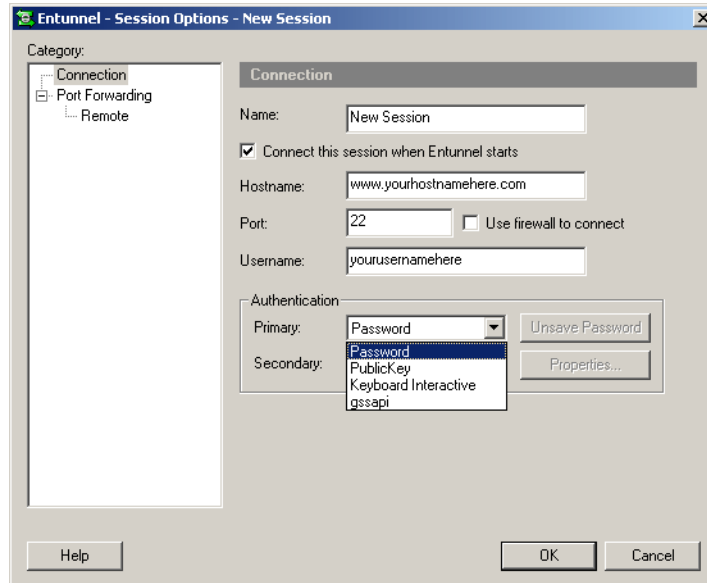 Entunnel - Session Options - New Session
Category:
Connection
Port Forwarding
Remote
Connection
Name:
New Session
Connect this session when Entunnel starts
Hostname:
www.yourhostnamehere.com
Port:
22
Use firewall to connect
Username:
yourusernamehere
Authentication
Primary:
Password
Unsave Password
Secondary:
Properties...
Password
PublicKey
Keyboard Interactive
gssapi
Help
OK
Cancel